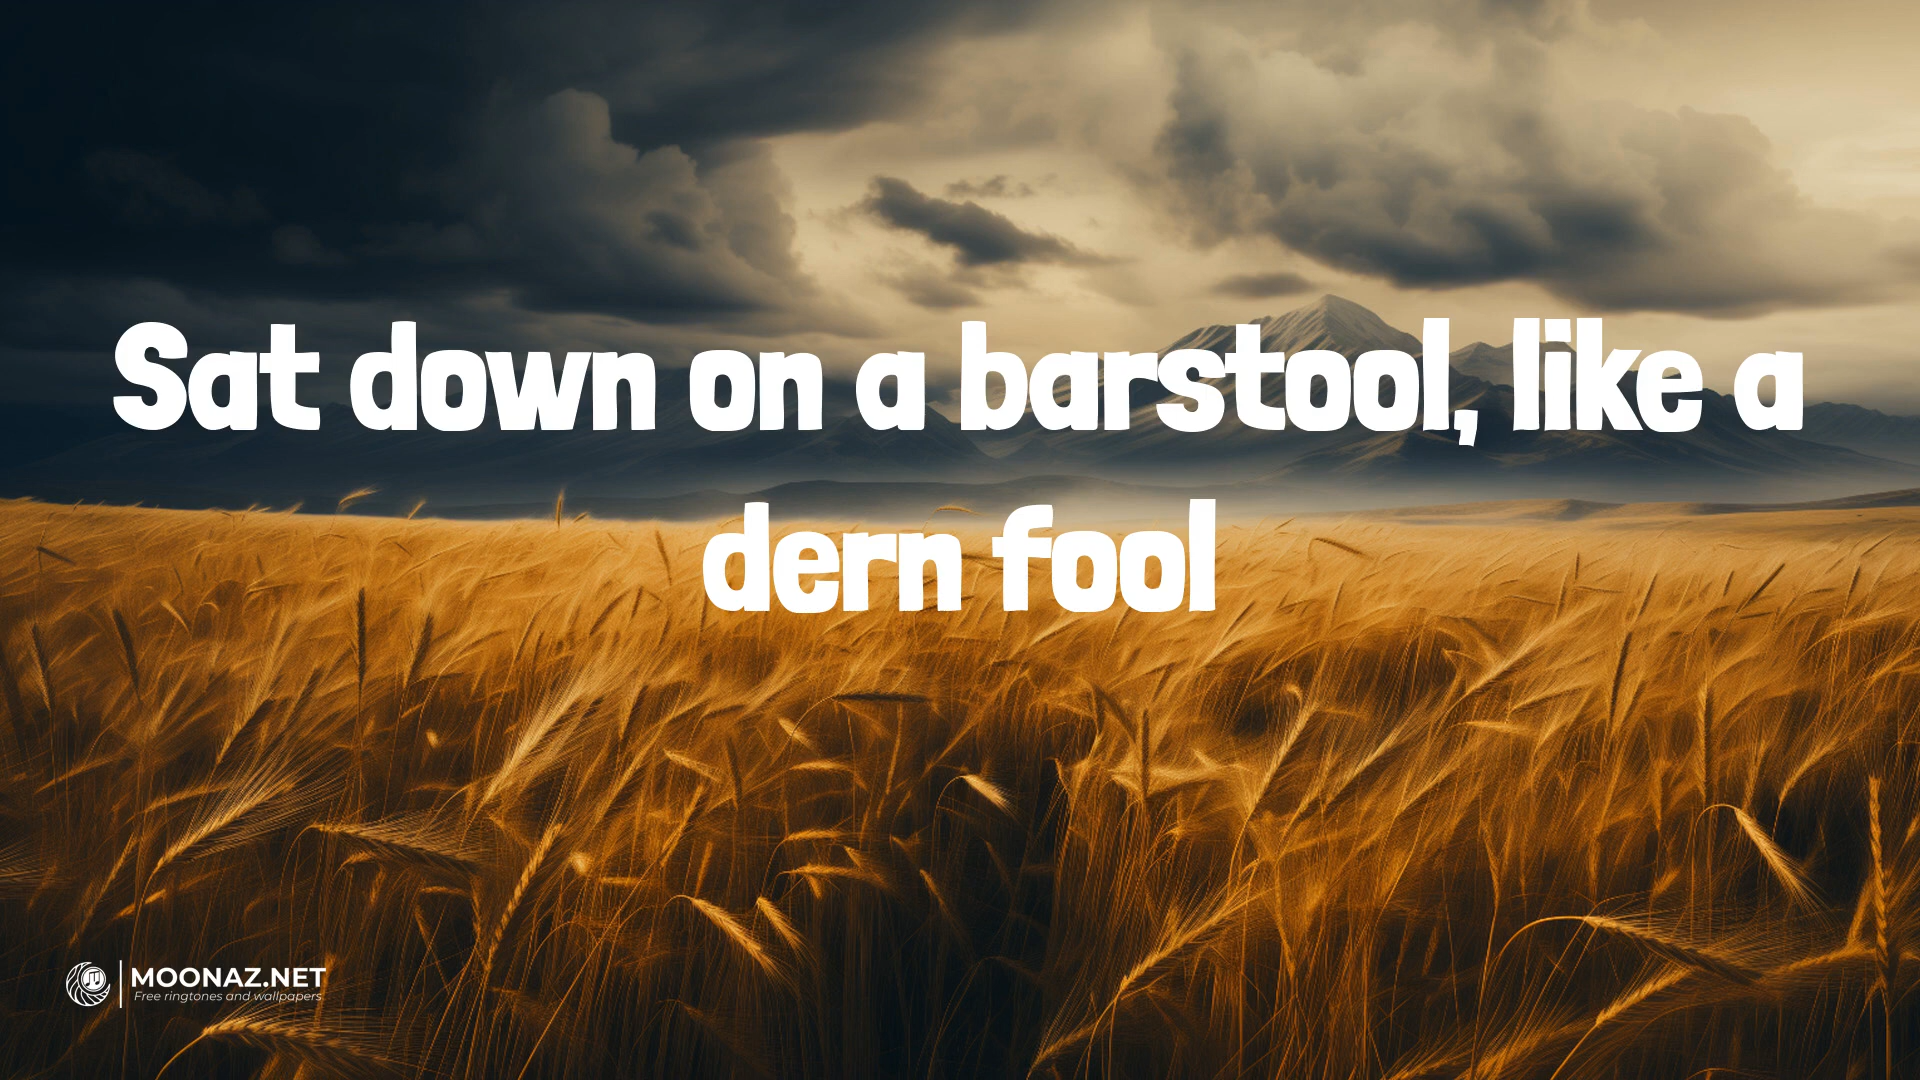 Sat down on a barstool, like a
dern fool
MOONAZ.NET
Free ringtones and wallpapers